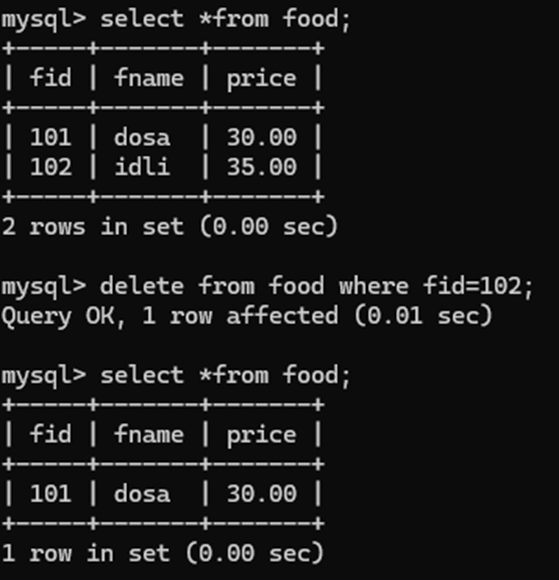 mysql> select *from food;
+-----+-------+-------+
| fid | fname | price |
+-----+-------+-------+
| 101 | dosa  | 30.00 |
| 102 | idli  | 35.00 |
+-----+-------+-------+
2 rows in set (0.00 sec)
mysql> delete from food where fid=102;
Query OK, 1 row affected (0.01 sec)
mysql> select *from food;
+-----+-------+-------+
| fid | fname | price |
+-----+-------+-------+
| 101 | dosa  | 30.00 |
+-----+-------+-------+
1 row in set (0.00 sec)